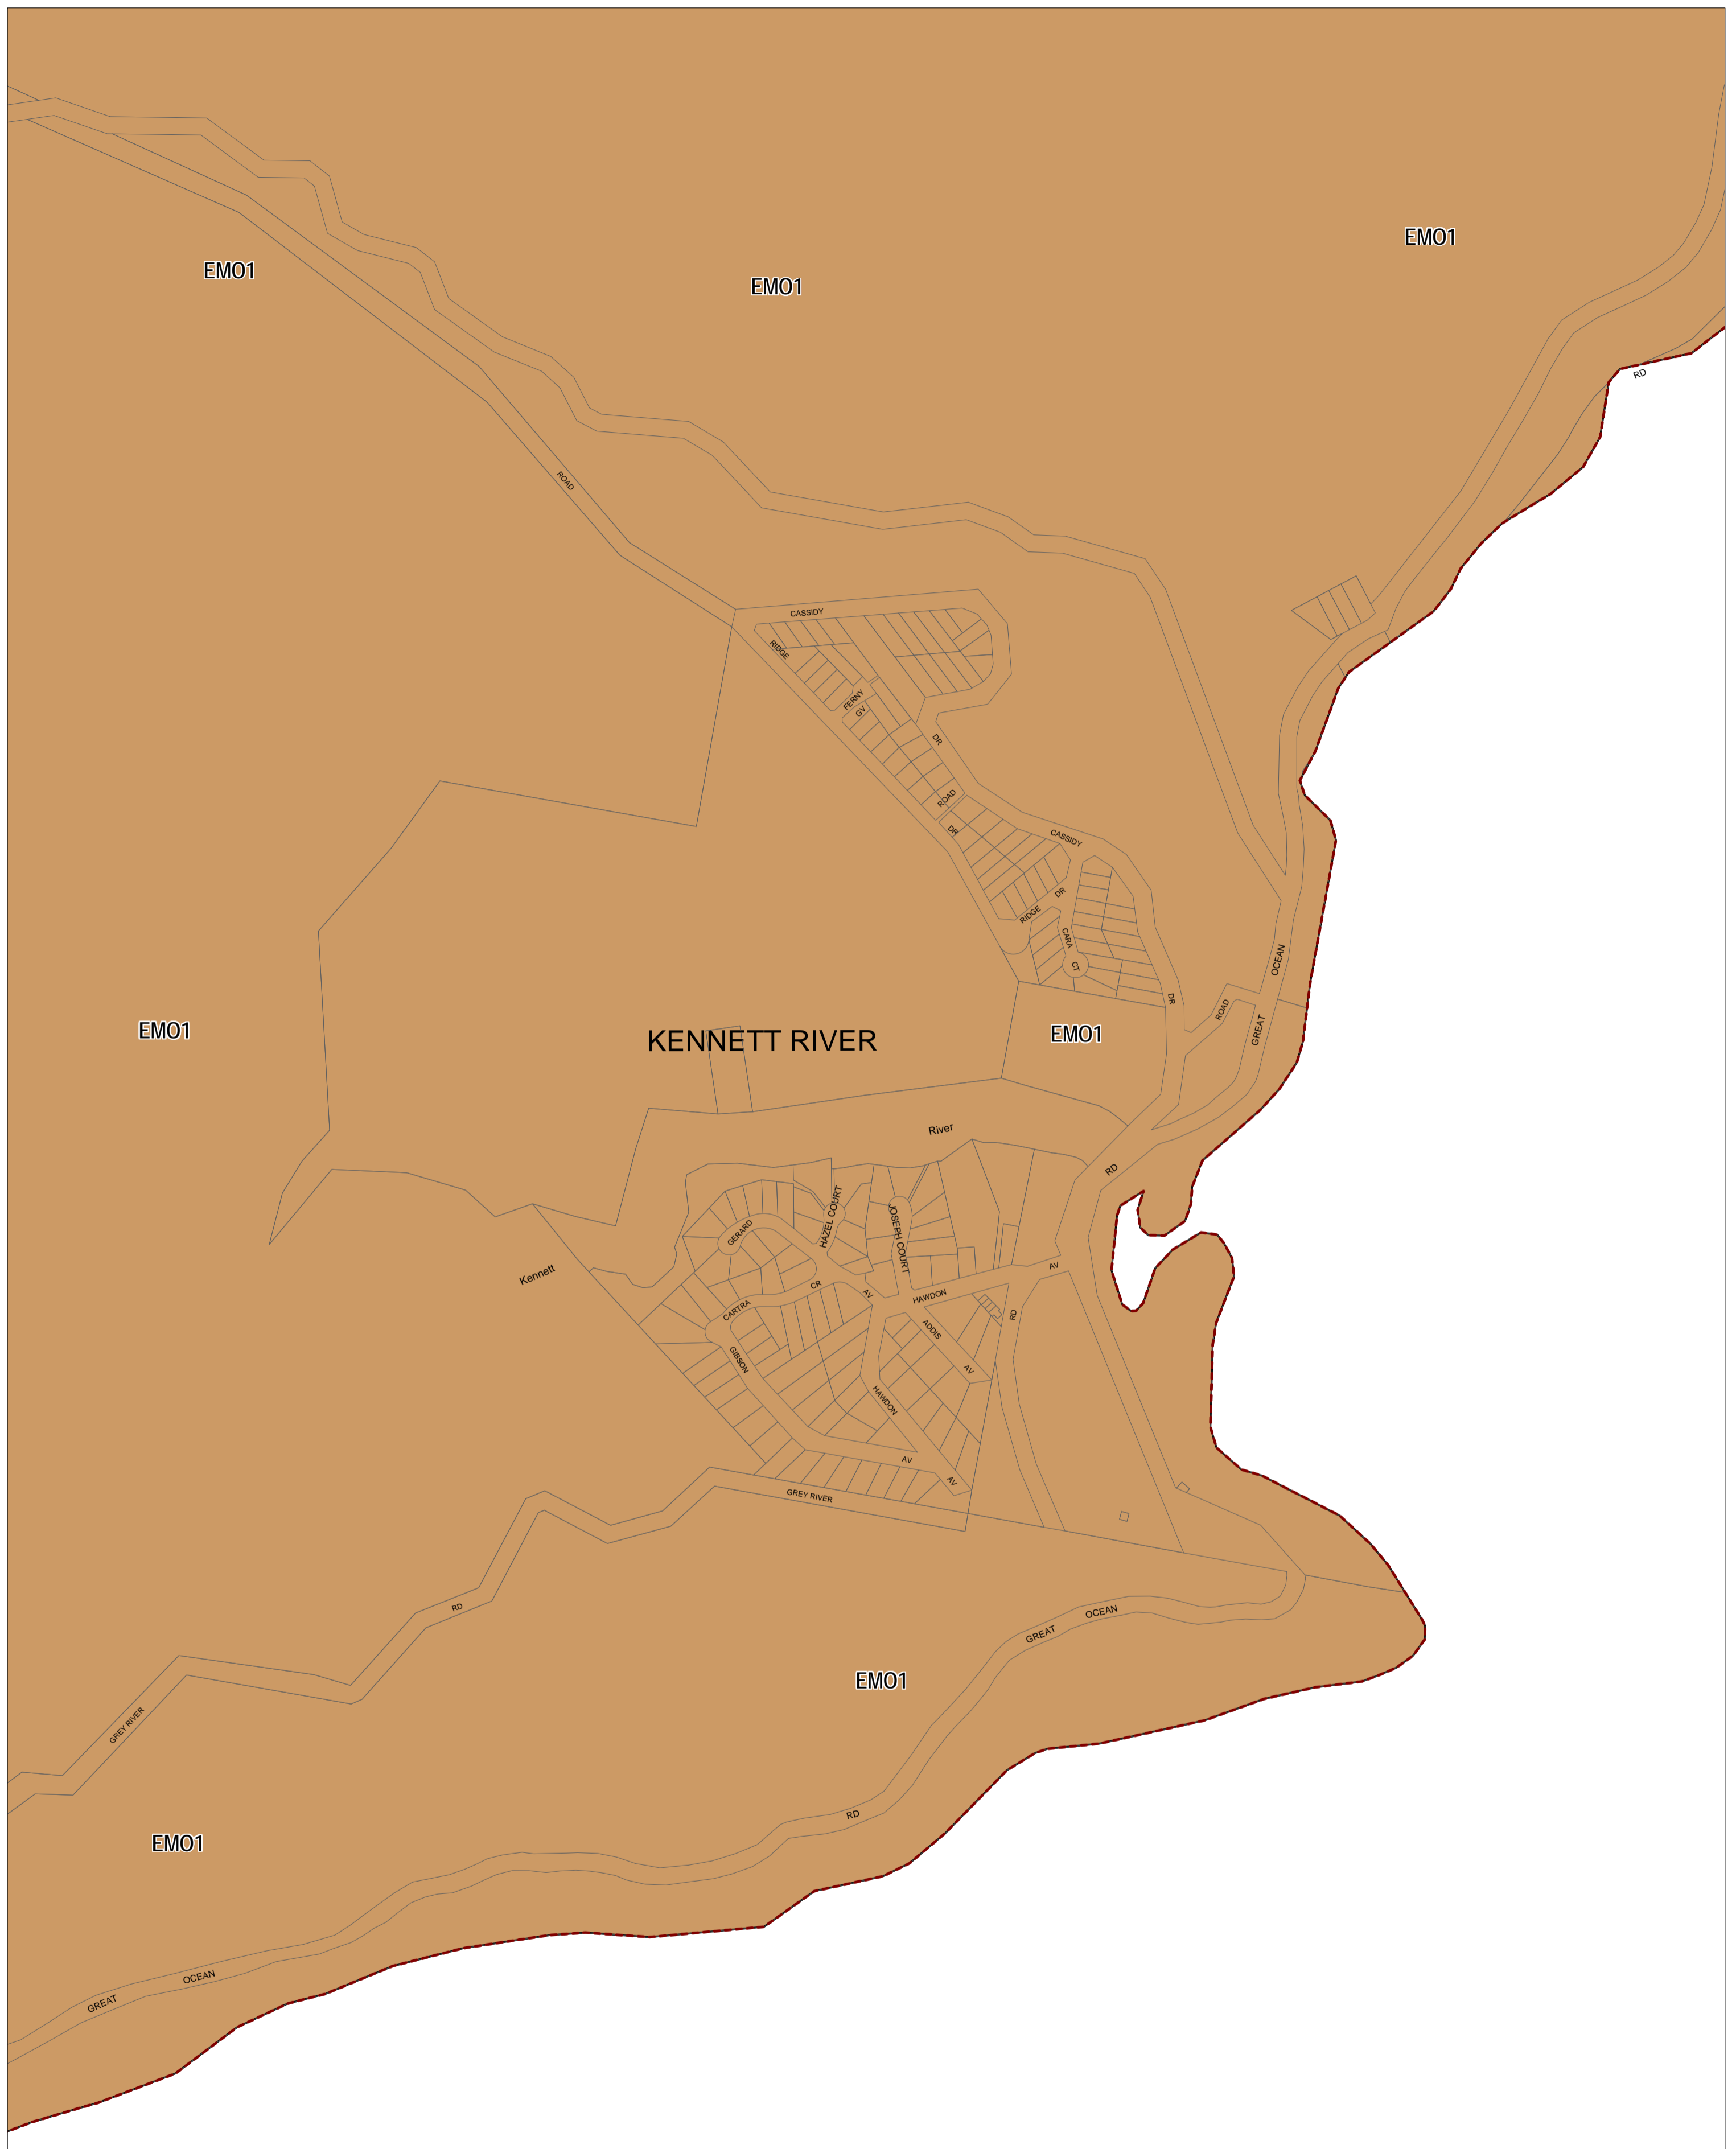 EMO1
EMO1
EMO1
RD
ROAD
CASSIDY
RIDGE
FERNY
GV
DR
ROAD
DR
CASSIDY
DR
RIDGE
CARA
CT
OCEAN
DR
ROAD
GREAT
EMO1
KENNETT RIVER
EMO1
River
RD
HAZEL COURT
JOSEPH COURT
GERARD
AV
Kennett
CR
AV
HAWDON
CARTRA
RD
ADDIS
GIBSON
AV
HAWDON
AV
AV
GREY RIVER
RD
OCEAN
GREAT
EMO1
GREY RIVER
RD
EMO1
OCEAN
GREAT